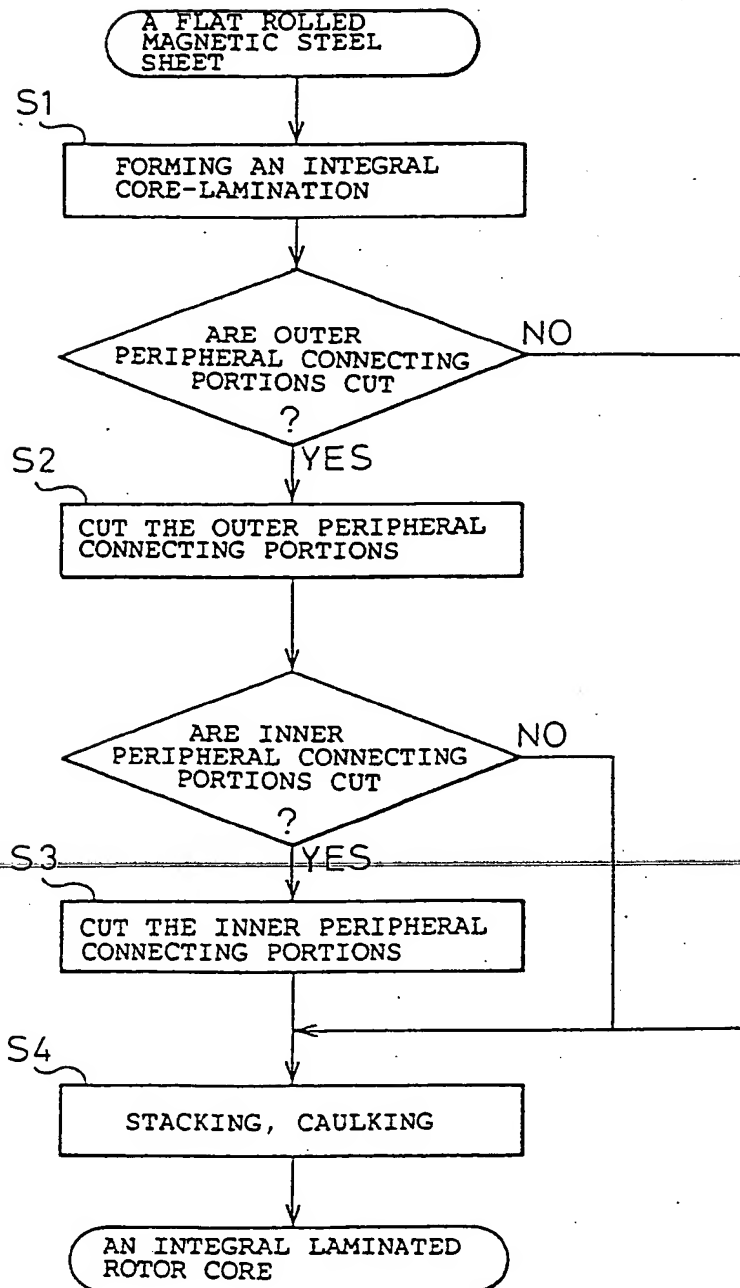 A FLAT ROLLED
MAGNETIC STEEL
SHEET
S1
FORMING AN INTEGRAL
CORE-LAMINATION
ARE OUTER
PERIPHERAL CONNECTING
PORTIONS CUT
?
NO
YES
S2
CUT THE OUTER PERIPHERAL
CONNECTING PORTIONS
ARE INNER
PERIPHERAL CONNECTING
PORTIONS CUT
?
NO
YES
S3
CUT THE INNER PERIPHERAL
CONNECTING PORTIONS
S4
STACKING, CAULKING
AN INTEGRAL LAMINATED
ROTOR CORE